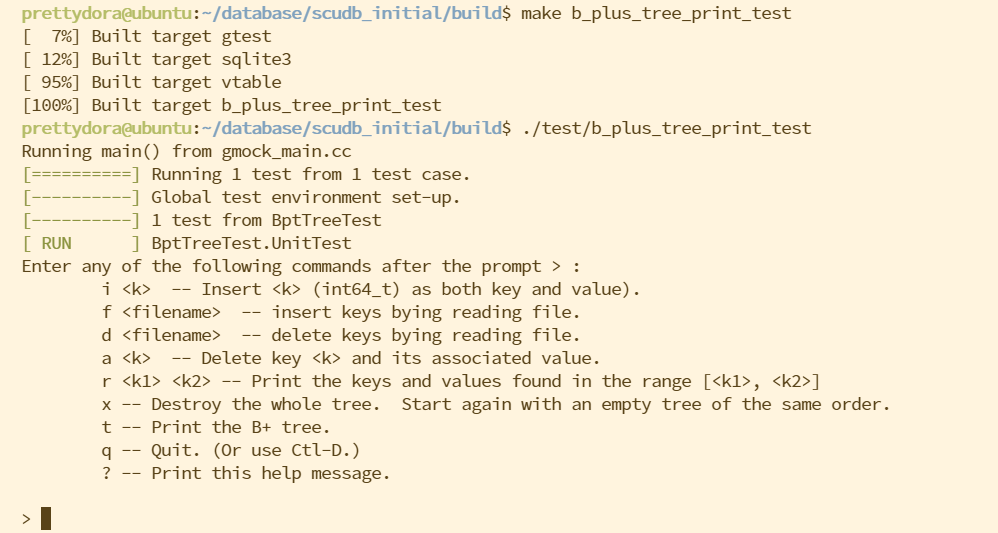 prettydora@ubuntu:~/database/scudb_initial/build$ make b_plus_tree_print_test
[  7%] Built target gtest
[ 12%] Built target sqlite3
[ 95%] Built target vtable
[100%] Built target b_plus_tree_print_test
prettydora@ubuntu:~/database/scudb_initial/build$ ./test/b_plus_tree_print_test
Running main() from gmock_main.cc
[==========] Running 1 test from 1 test case.
[----------] Global test environment set-up.
[----------] 1 test from BptTreeTest
[ RUN      ] BptTreeTest.UnitTest
Enter any of the following commands after the prompt > :
        i <k>  -- Insert <k> (int64_t) as both key and value).
        f <filename>  -- insert keys bying reading file.
        d <filename>  -- delete keys bying reading file.
        a <k>  -- Delete key <k> and its associated value.
        r <k1> <k2> -- Print the keys and values found in the range [<k1>, <k2>]
        x -- Destroy the whole tree.  Start again with an empty tree of the same order.
        t -- Print the B+ tree.
        q -- Quit. (Or use Ctl-D.)
        ? -- Print this help message.
>